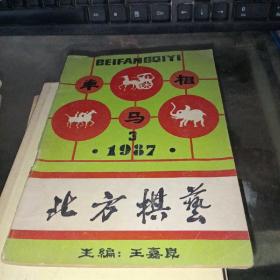 BEIFANGQIYI
车 相
马
3
·1987·
北方棋艺
主编:王嘉良